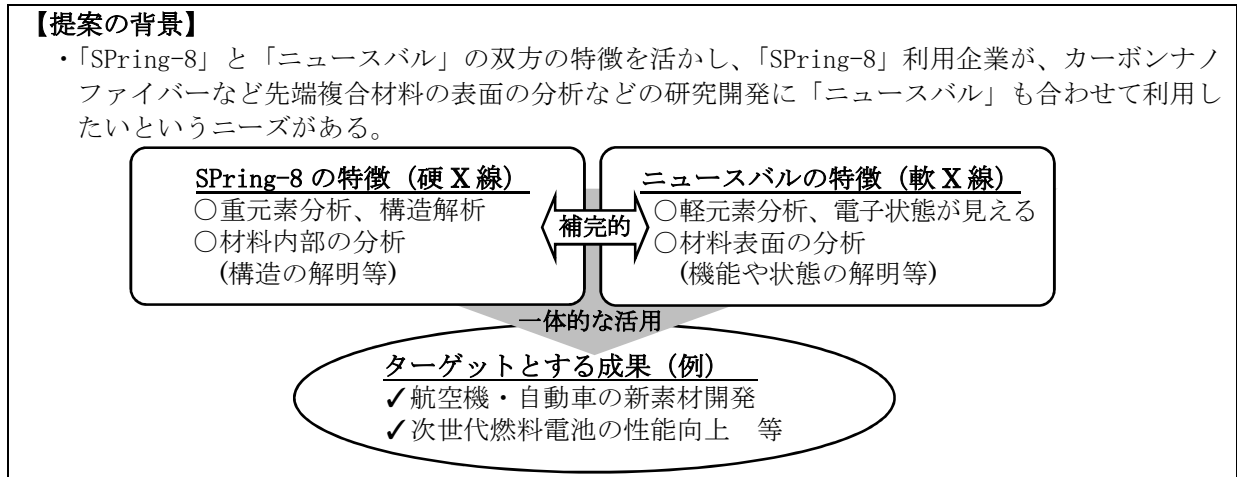 【提案の背景】
・「SPring-8」と「ニュースバル」の双方の特徴を活かし、「SPring-8」利用企業が、カーボンナノ
ファイバーなど先端複合材料の表面の分析などの研究開発に「ニュースバル」も合わせて利用し
たいというニーズがある。
SPring-8の特徴（硬X線）
○重元素分析、構造解析
○材料内部の分析
(構造の解明等)
補完的
ニュースバルの特徴（軟X線）
○軽元素分析、電子状態が見える
○材料表面の分析
(機能や状態の解明等)
一体的な活用
ターゲットとする成果（例）
✓航空機・自動車の新素材開発
✓次世代燃料電池の性能向上　等